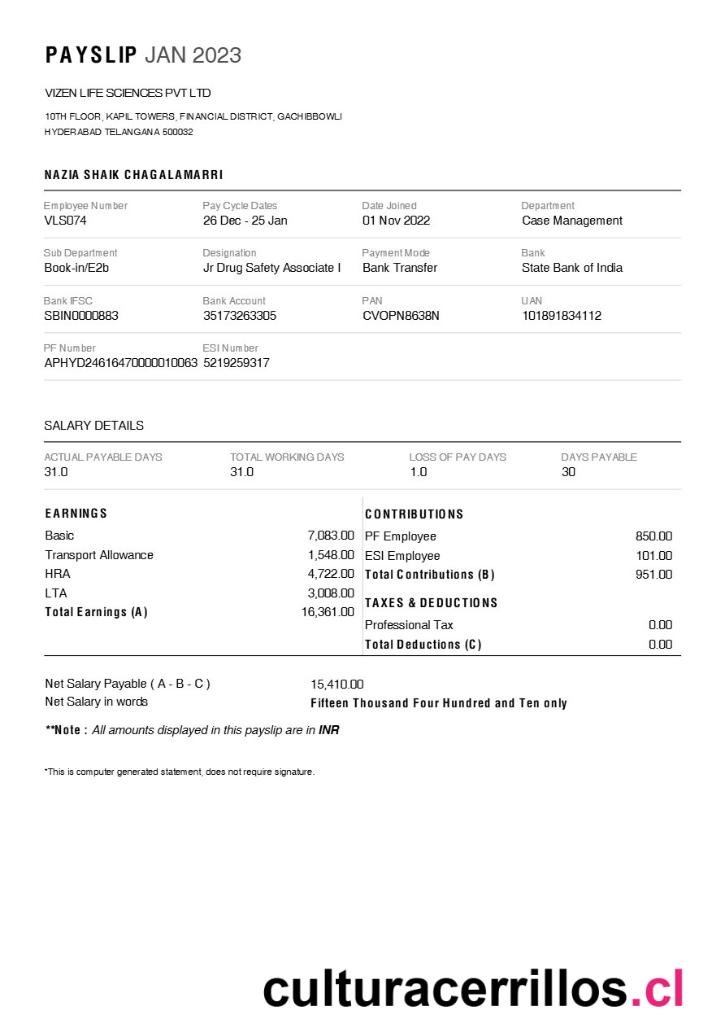 PAYSLIP JAN 2023
VIZEN LIFE SCIENCES PVT LTD
10TH FLOOR, KAPIL TOWERS, FINANCIAL DISTRICT, GACHIBBOWLI
HYDERABAD TELANGANA 500032
NAZIA SHAIK CHAGALAMARRI
Employee Number Pay Cycle Dates Date Joined Department
VLS074 26 Dec - 25 Jan 01 Nov 2022 Case Management
Sub Department Designation Payment Mode Bank
Book-in/E2b Jr Drug Safety Associate I Bank Transfer State Bank of India
Bank IFSC Bank Account PAN UAN
SBIN0000883 35173263305 CVOPN8638N 101891834112
PF Number ESI Number
APHYD24616470000010063 5219259317
SALARY DETAILS
ACTUAL PAYABLE DAYS TOTAL WORKING DAYS LOSS OF PAY DAYS DAYS PAYABLE
31.0 31.0 1.0 30
EARNINGS
Basic 7,083.00
Transport Allowance 1,548.00
HRA 4,722.00
LTA 3,008.00
Total Earnings (A) 16,361.00
CONTRIBUTIONS
PF Employee 850.00
ESI Employee 101.00
Total Contributions (B) 951.00
TAXES & DEDUCTIONS
Professional Tax 0.00
Total Deductions (C) 0.00
Net Salary Payable ( A - B - C ) 15,410.00
Net Salary in words Fifteen Thousand Four Hundred and Ten only
**Note : All amounts displayed in this payslip are in INR
*This is computer generated statement, does not require signature.
culturacerrillos.cl